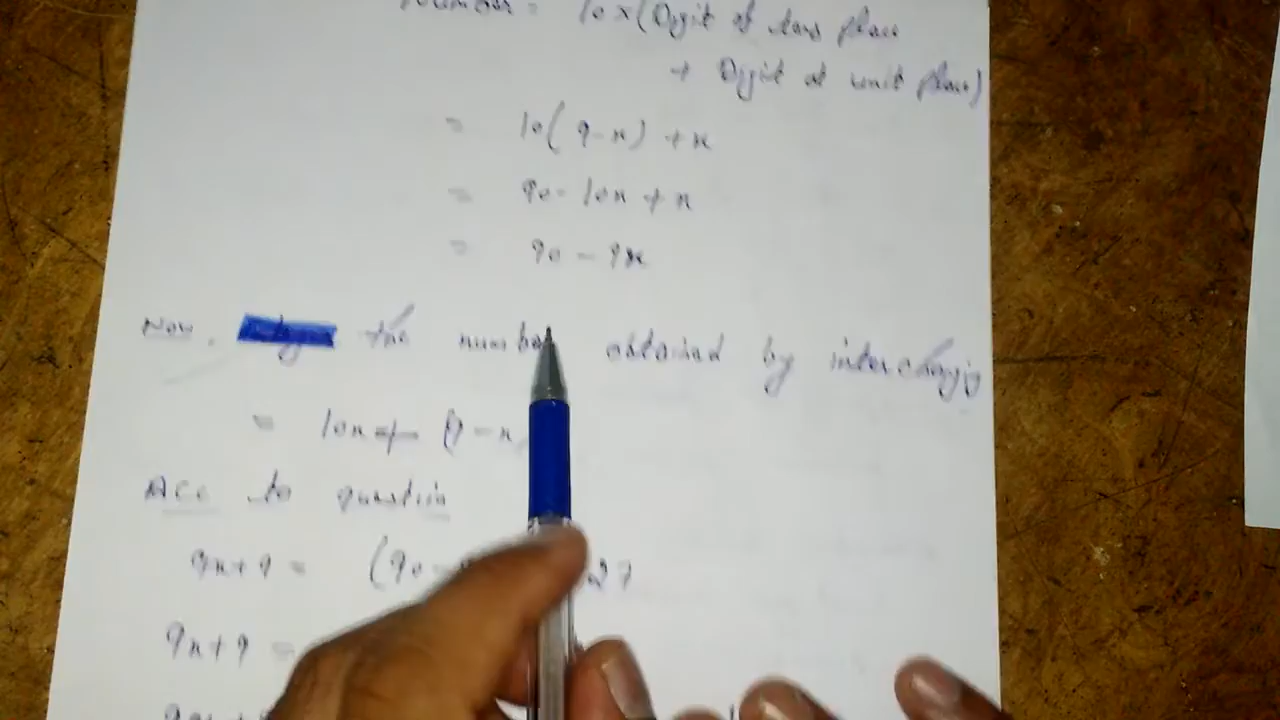 Number = 10 x (Digit at tens place
+ Digit at unit place)
= 10(9-x) + x
= 90 - 10x + x
= 90 - 9x
Now, the number obtained by interchanging
= 10x + (9-x
Acc to question
9x+9 = (90- 27
9x+9 =